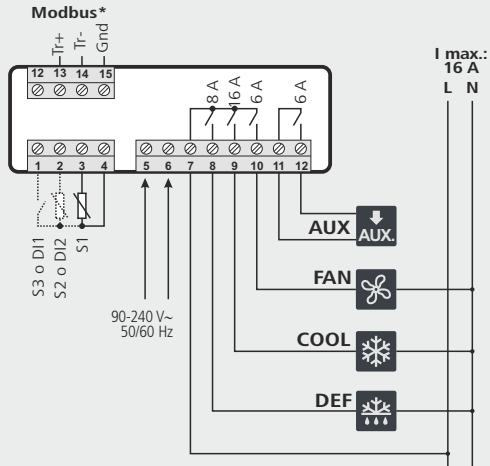 Modbus*
Tr+
Tr-
Gnd
12 13 14 15
8 A
16 A
6 A
6 A
I max.:
16 A
L N
1 2 3 4
5 6 7 8 9 10 11 12
S3 o DI1
S2 o DI2
S1
90-240 V~
50/60 Hz
AUX
AUX.
FAN
COOL
DEF